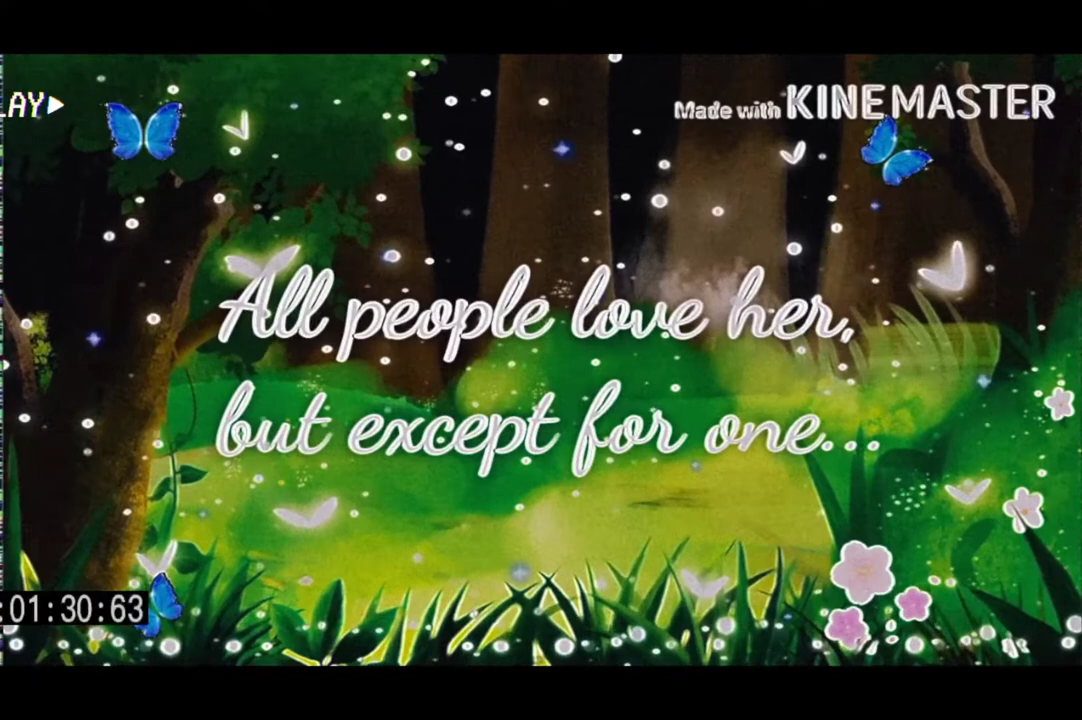 AY
Made with KINEMASTER
All people love her,
but except for one...
:01:30:63